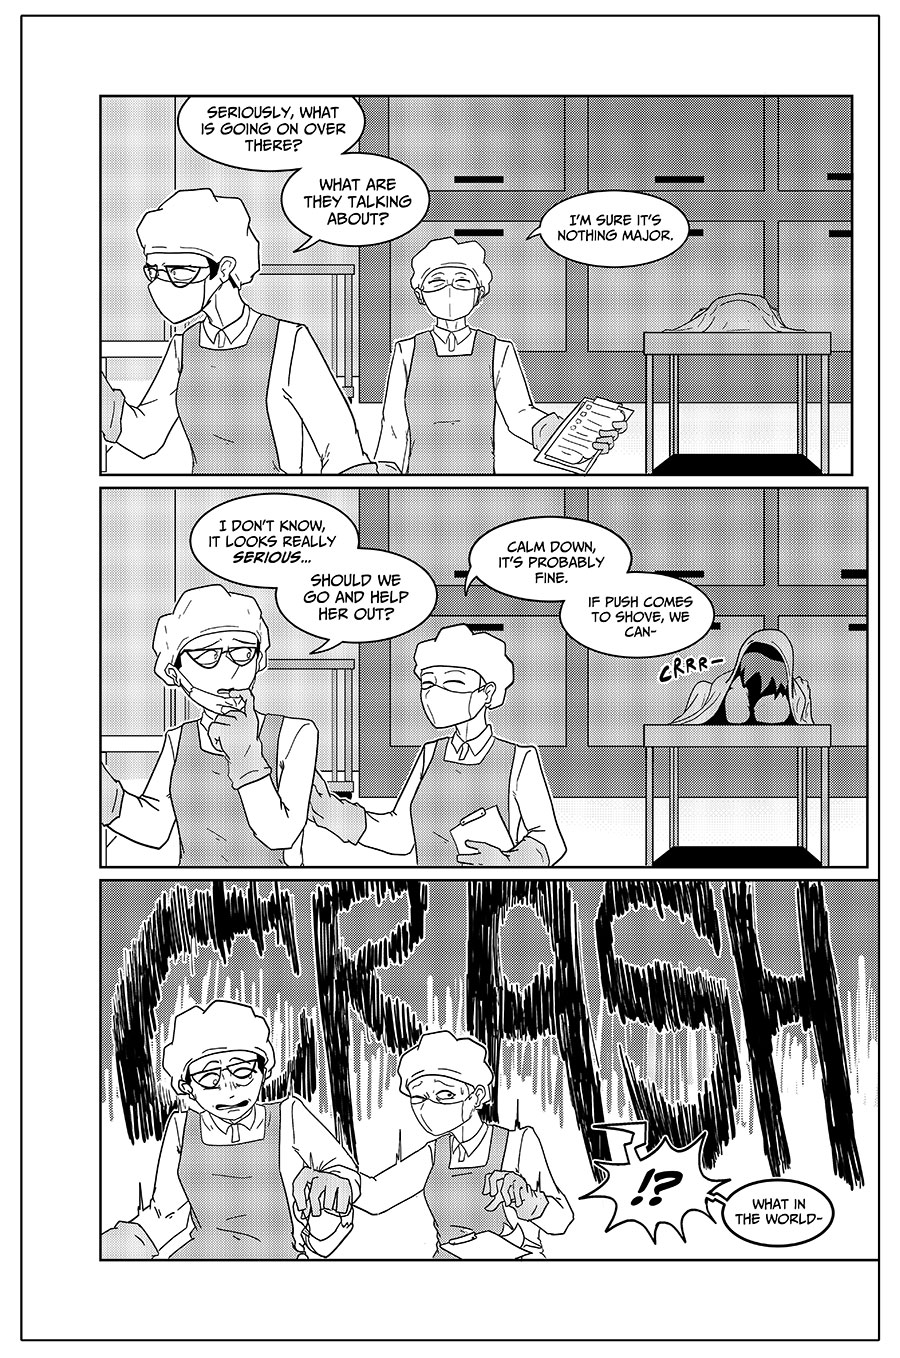 SERIOUSLY, WHAT
IS GOING ON OVER
THERE?
WHAT ARE
THEY TALKING
ABOUT?
I'M SURE IT'S
NOTHING MAJOR.
I DON'T KNOW,
IT LOOKS REALLY
SERIOUS...
SHOULD WE
GO AND HELP
HER OUT?
CALM DOWN,
IT'S PROBABLY
FINE.
IF PUSH COMES
TO SHOVE, WE
CAN-
CRRR-
CRASH
!?
WHAT IN
THE WORLD-